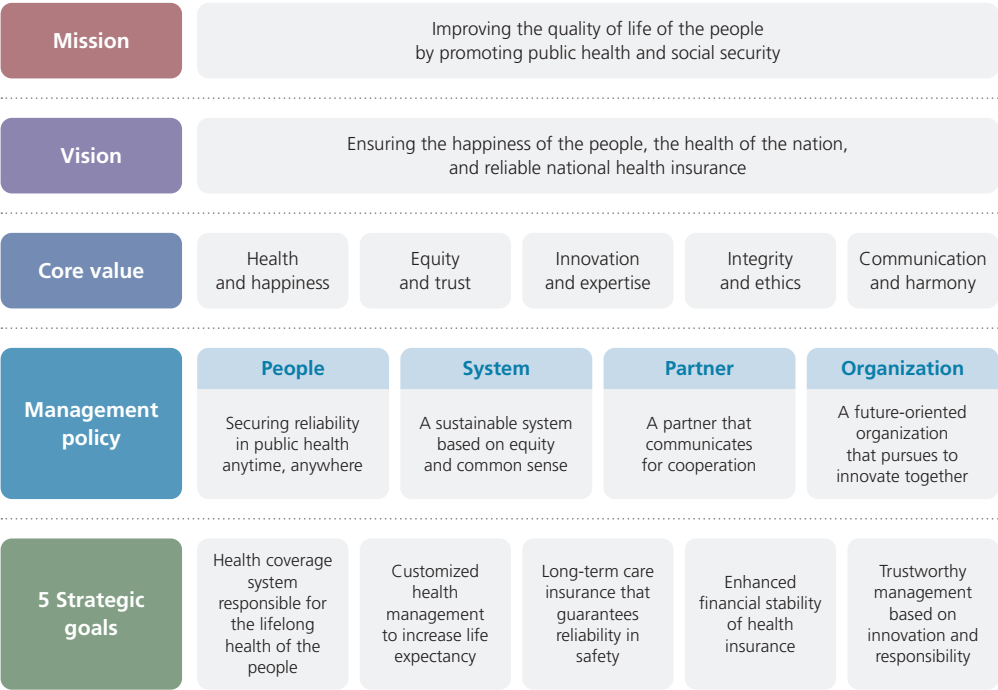 Mission
Improving the quality of life of the people
by promoting public health and social security
Vision
Ensuring the happiness of the people, the health of the nation,
and reliable national health insurance
Core value
Health
and happiness
Equity
and trust
Innovation
and expertise
Integrity
and ethics
Communication
and harmony
Management
policy
People
Securing reliability
in public health
anytime, anywhere
System
A sustainable system
based on equity
and common sense
Partner
A partner that
communicates
for cooperation
Organization
A future-oriented
organization
that pursues to
innovate together
5 Strategic
goals
Health coverage
system
responsible for
the lifelong
health of the
people
Customized
health
management
to increase life
expectancy
Long-term care
insurance that
guarantees
reliability in
safety
Enhanced
financial stability
of health
insurance
Trustworthy
management
based on
innovation and
responsibility